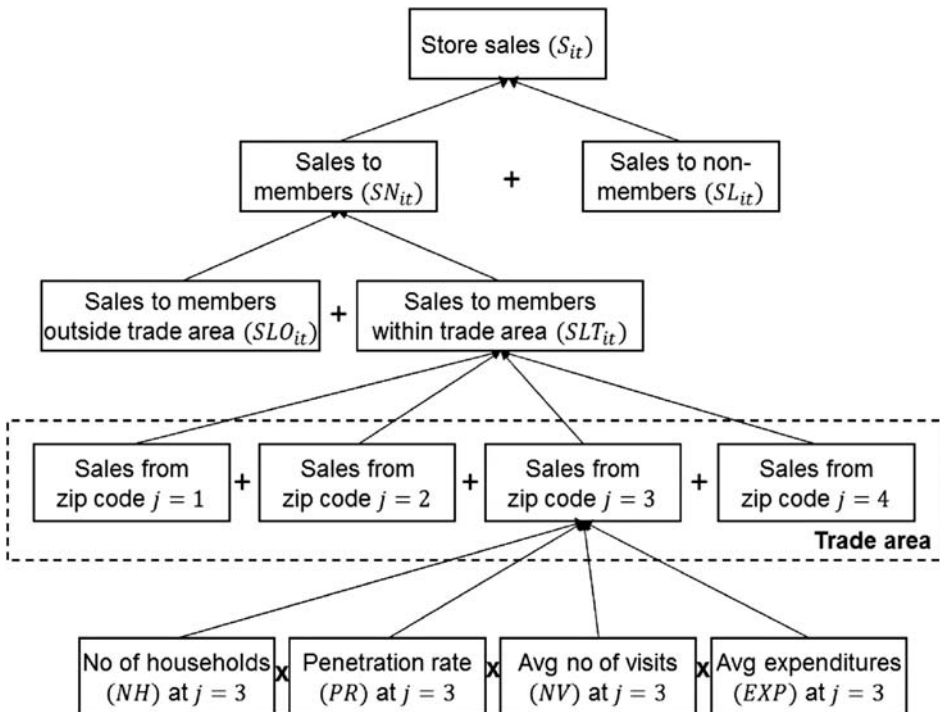 Store sales (S_it)
Sales to
members (SN_it)
+
Sales to non-
members (SL_it)
Sales to members
outside trade area (SLO_it)
+
Sales to members
within trade area (SLT_it)
Sales from
zip code j = 1
+
Sales from
zip code j = 2
+
Sales from
zip code j = 3
+
Sales from
zip code j = 4
Trade area
No of households
(NH) at j = 3
x
Penetration rate
(PR) at j = 3
x
Avg no of visits
(NV) at j = 3
x
Avg expenditures
(EXP) at j = 3